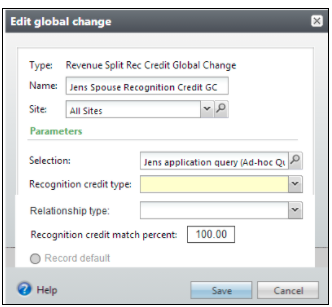 Edit global change
Type: Revenue Split Rec Credit Global Change
Name: Jens Spouse Recognition Credit GC
Site: All Sites
Parameters
Selection: Jens application query (Ad-hoc Qu
Recognition credit type:
Relationship type:
Recognition credit match percent: 100.00
Record default
Help Save Cancel